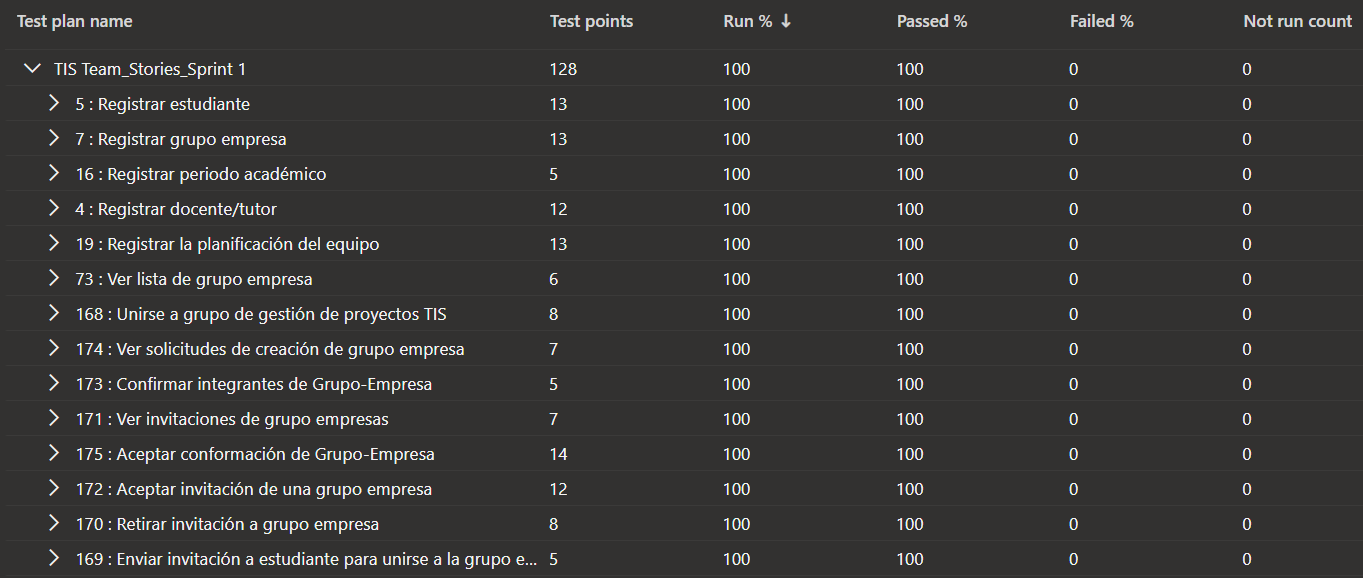 Test plan name Test points Run % ↓ Passed % Failed % Not run count
TIS Team_Stories_Sprint 1 128 100 100 0 0
5 : Registrar estudiante 13 100 100 0 0
7 : Registrar grupo empresa 13 100 100 0 0
16 : Registrar periodo académico 5 100 100 0 0
4 : Registrar docente/tutor 12 100 100 0 0
19 : Registrar la planificación del equipo 13 100 100 0 0
73 : Ver lista de grupo empresa 6 100 100 0 0
168 : Unirse a grupo de gestión de proyectos TIS 8 100 100 0 0
174 : Ver solicitudes de creación de grupo empresa 7 100 100 0 0
173 : Confirmar integrantes de Grupo-Empresa 5 100 100 0 0
171 : Ver invitaciones de grupo empresas 7 100 100 0 0
175 : Aceptar conformación de Grupo-Empresa 14 100 100 0 0
172 : Aceptar invitación de una grupo empresa 12 100 100 0 0
170 : Retirar invitación a grupo empresa 8 100 100 0 0
169 : Enviar invitación a estudiante para unirse a la grupo e... 5 100 100 0 0